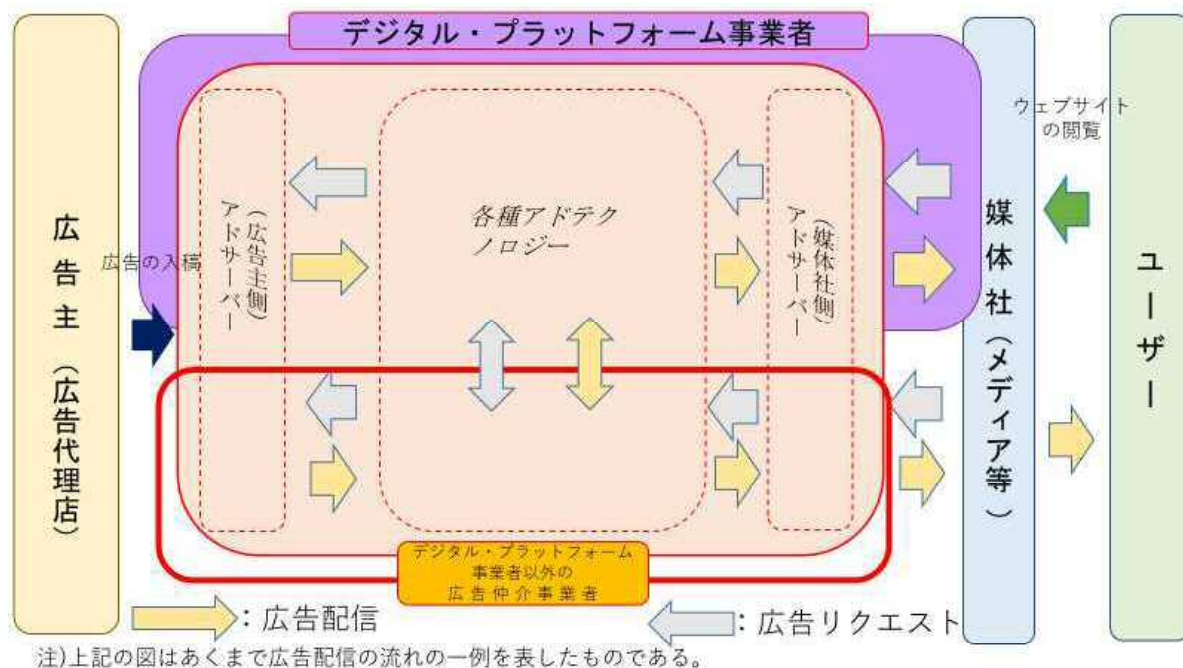 デジタル・プラットフォーム事業者
広告主（広告代理店）
広告の入稿
（広告主側）
アドサーバー
各種アドテク
ノロジー
（媒体社側）
アドサーバー
ウェブサイト
の閲覧
媒体社（メディア等）
ユーザー
デジタル・プラットフォーム
事業者以外の
広告仲介事業者
：広告配信
：広告リクエスト
注)上記の図はあくまで広告配信の流れの一例を表したものである。